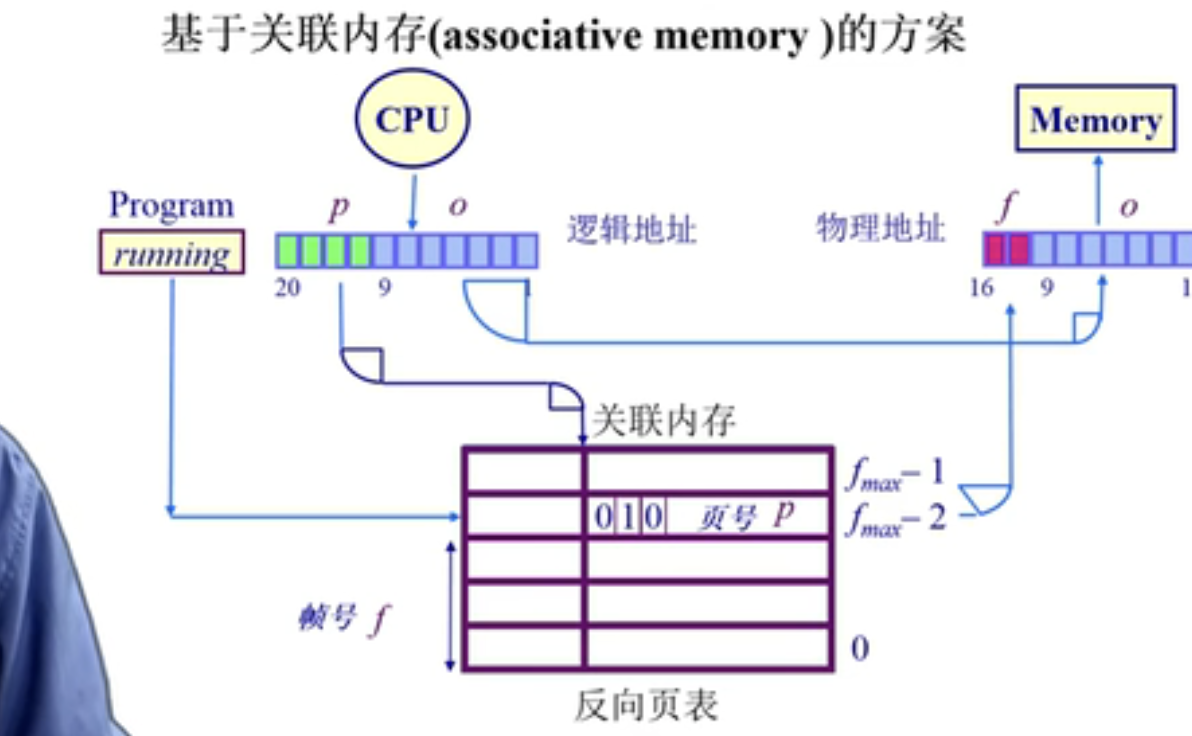 基于关联内存(associative memory )的方案
CPU
Memory
Program
p
o
逻辑地址
物理地址
f
o
running
20
9
1
16
9
1
关联内存
f max – 1
0 1 0 页号 p
f max – 2
帧号 f
0
反向页表